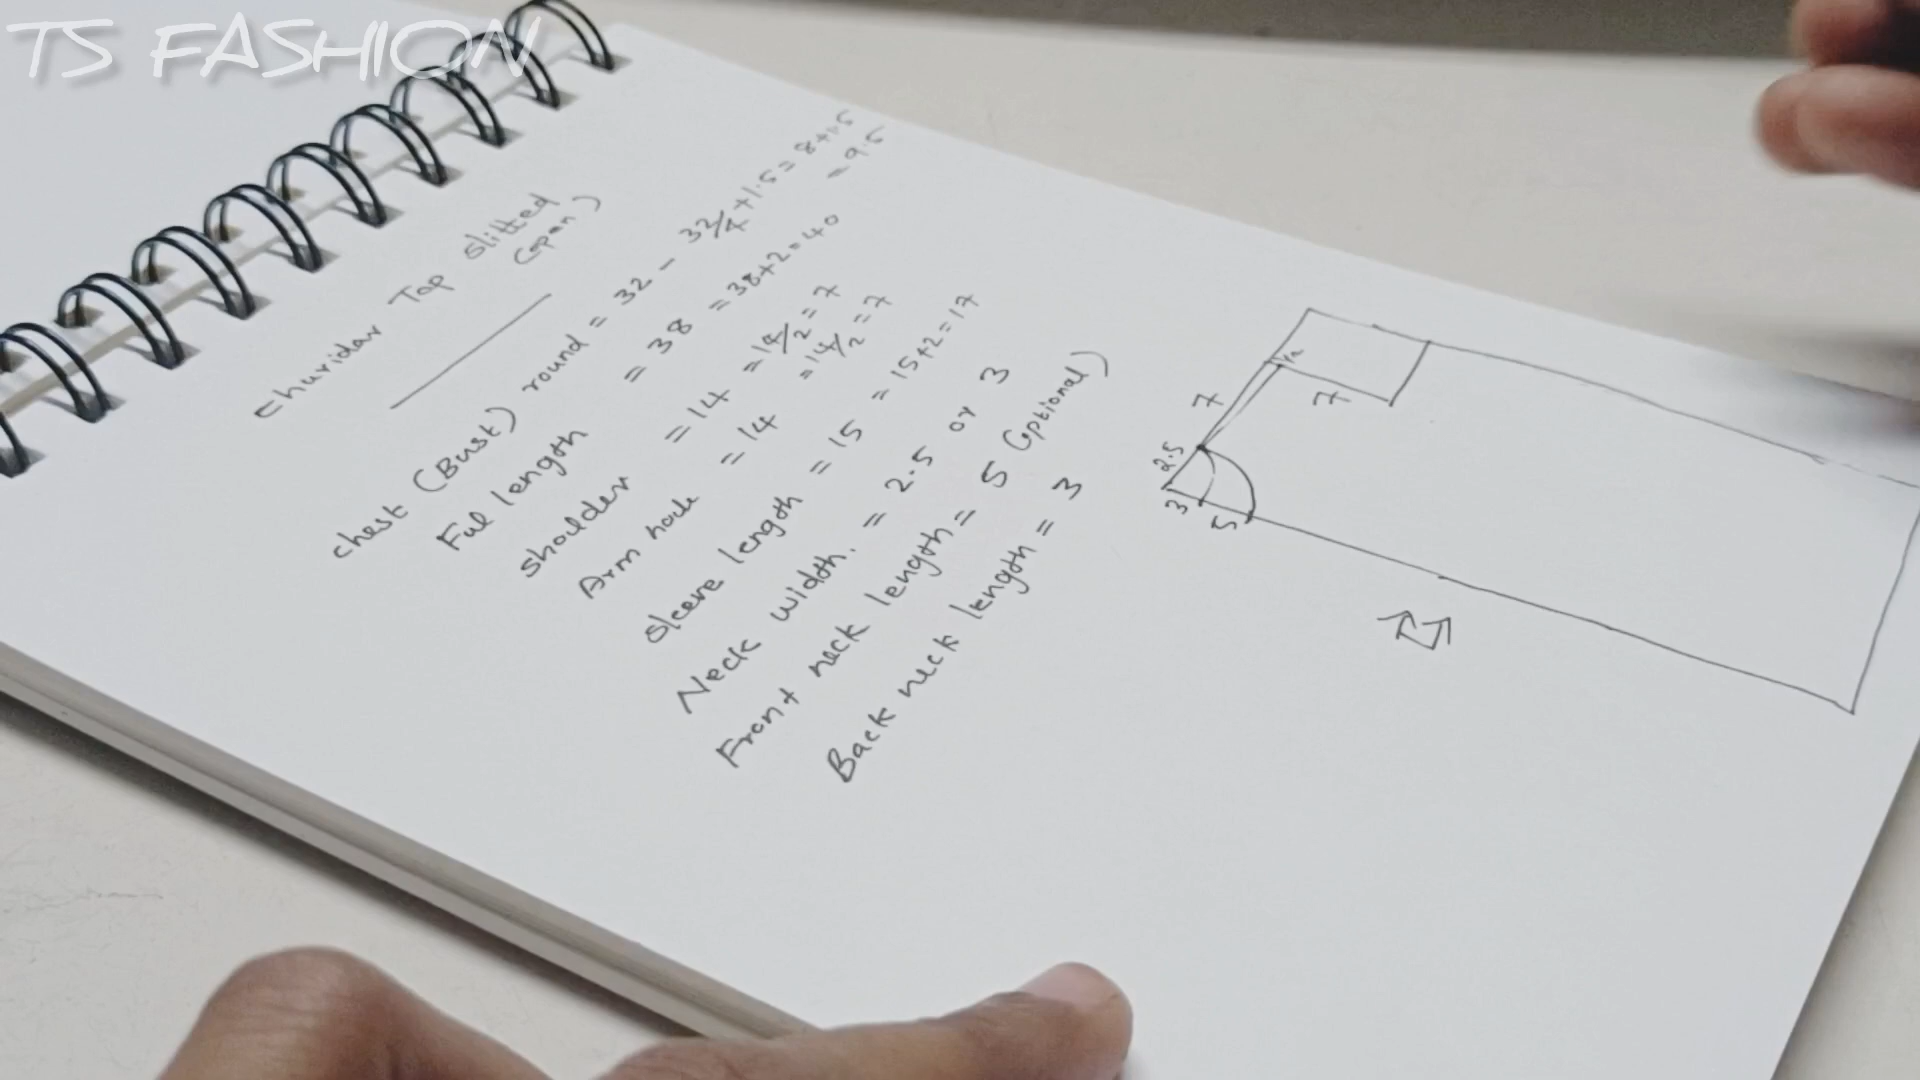 TS FASHION
Churidar Top slitted
(open)
chest (Bust) round = 32 - 32/4 +1.5 = 8+1.5
= 9.5
Ful length = 38 = 38+2=40
shoulder = 14 = 14/2 = 7
Arm = 14 = 14/2 = 7
sleeve length = 15 = 15+2=17
Neck width. = 2.5 or 3
Front neck length = 5 (optional)
Back neck length = 3
7
7
2.5
3
5